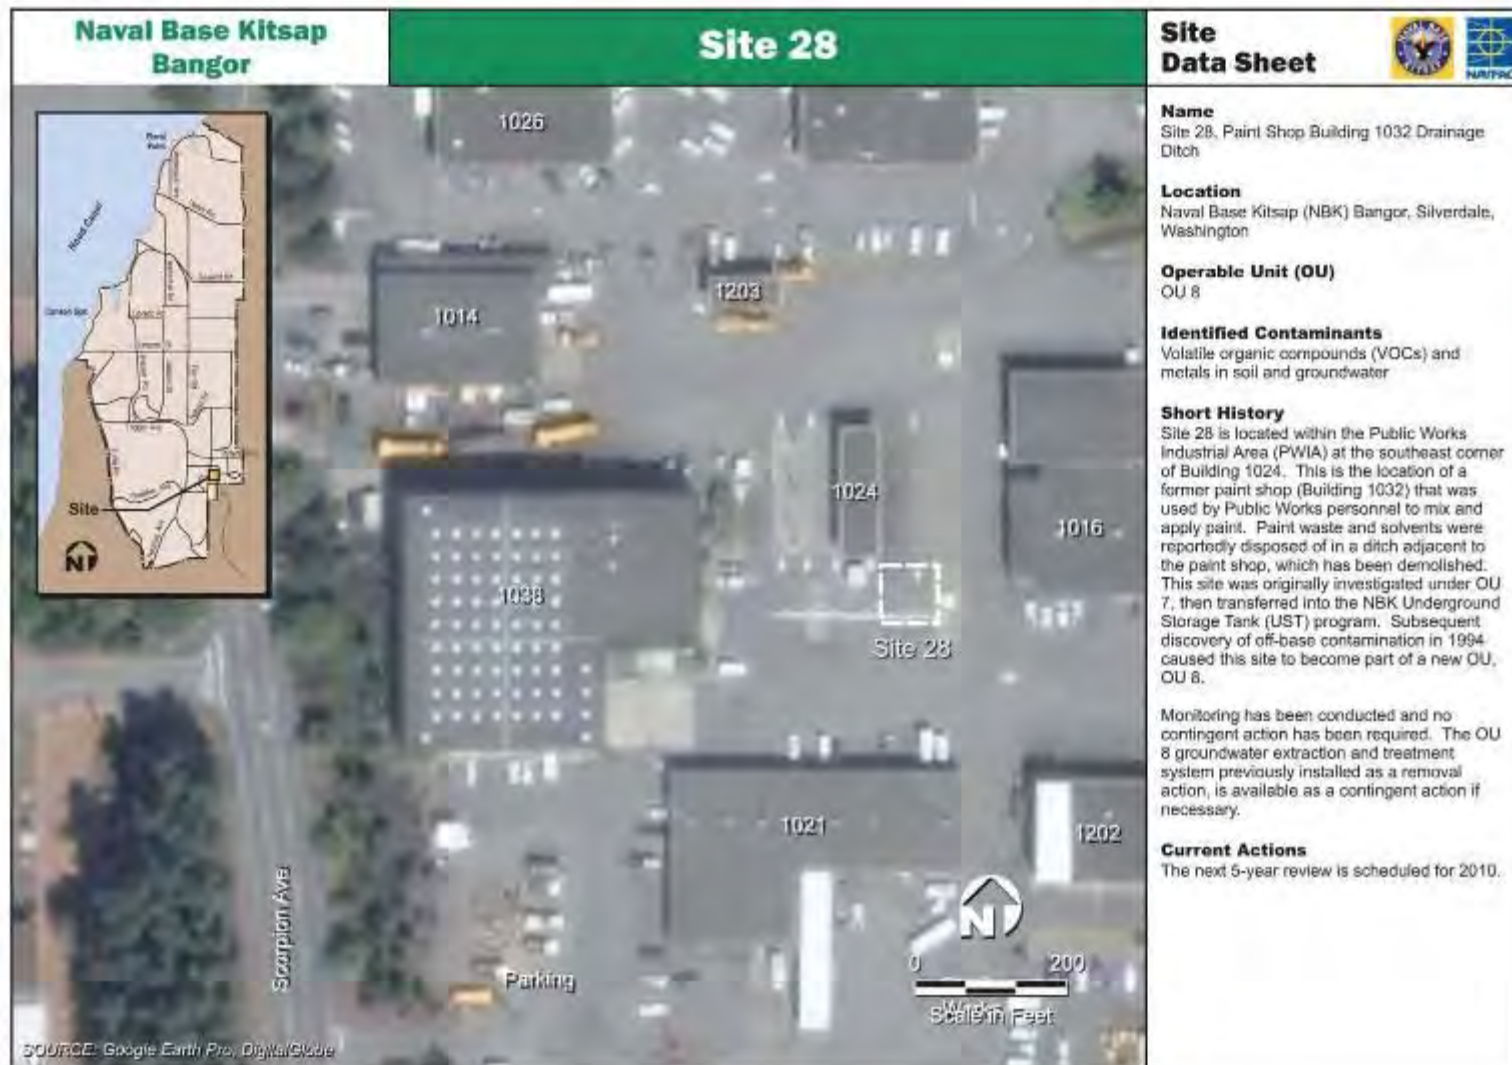 Naval Base Kitsap
Bangor
Site 28
Site
Data Sheet
Name
Site 28, Paint Shop Building 1032 Drainage
Ditch
Location
Naval Base Kitsap (NBK) Bangor, Silverdale,
Washington
Operable Unit (OU)
OU 8
Identified Contaminants
Volatile organic compounds (VOCs) and
metals in soil and groundwater
Short History
Site 28 is located within the Public Works
Industrial Area (PWIA) at the southeast corner
of Building 1024. This is the location of a
former paint shop (Building 1032) that was
used by Public Works personnel to mix and
apply paint. Paint waste and solvents were
reportedly disposed of in a ditch adjacent to
the paint shop, which has been demolished.
This site was originally investigated under OU
7, then transferred into the NBK Underground
Storage Tank (UST) program. Subsequent
discovery of off-base contamination in 1994
caused this site to become part of a new OU,
OU 8.
Monitoring has been conducted and no
contingent action has been required. The OU
8 groundwater extraction and treatment
system previously installed as a removal
action, is available as a contingent action if
necessary.
Current Actions
The next 5-year review is scheduled for 2010.
Hood Canal
Site
N
1026
1014
1203
1024
1016
1038
Site 28
1021
1202
Scorpion Ave
Parking
N
0 200
Scale in Feet
SOURCE: Google Earth Pro, DigitalGlobe